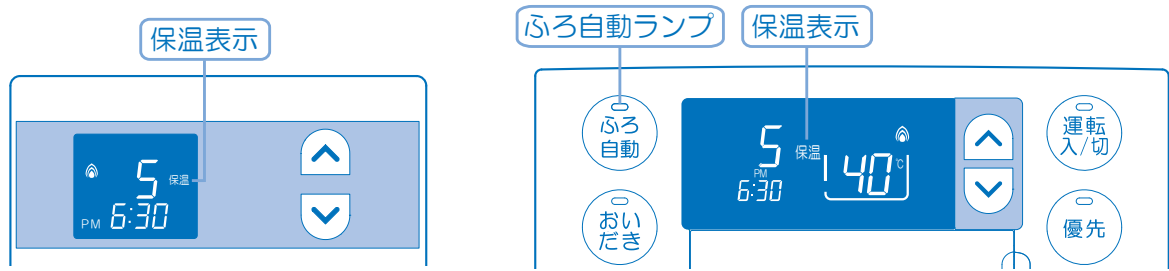 保温表示
5
保温
PM 6:30
ふろ自動ランプ
保温表示
ふろ
自動
おい
だき
5
保温
PM
6:30
40℃
運転
入/切
優先